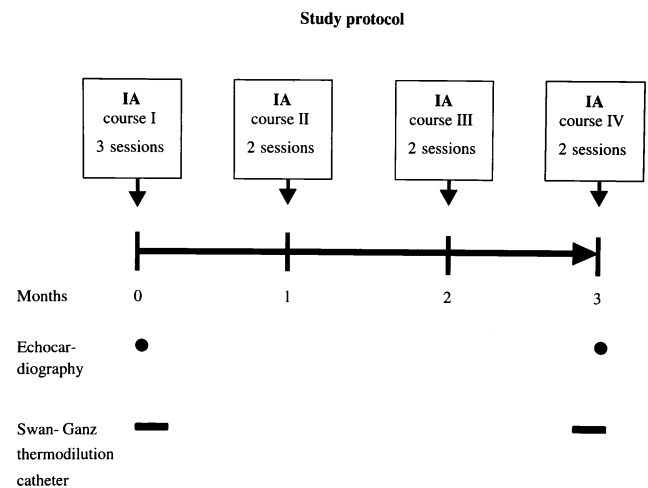 Study protocol
IA
course I
3 sessions
IA
course II
2 sessions
IA
course III
2 sessions
IA
course IV
2 sessions
Months 0 1 2 3
Echocar-
diography
Swan- Ganz
thermodilution
catheter